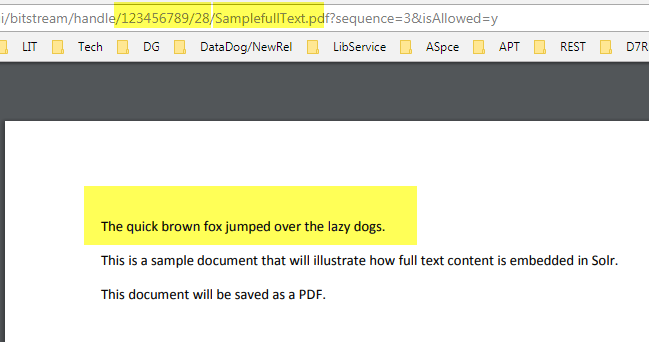 i/bitstream/handle/123456789/28/SamplefullText.pdf?sequence=3&isAllowed=y
LIT Tech DG DataDog/NewRel LibService ASpce APT REST D7R
The quick brown fox jumped over the lazy dogs.
This is a sample document that will illustrate how full text content is embedded in Solr.
This document will be saved as a PDF.